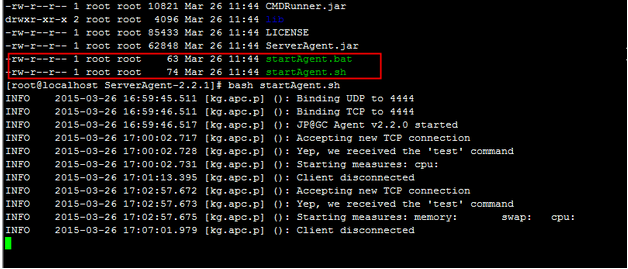 -rw-r--r-- 1 root root 10821 Mar 26 11:44 CMDRunner.jar
drwxr-xr-x 2 root root  4096 Mar 26 11:44 lib
-rw-r--r-- 1 root root 85433 Mar 26 11:44 LICENSE
-rw-r--r-- 1 root root 62848 Mar 26 11:44 ServerAgent.jar
-rw-r--r-- 1 root root    63 Mar 26 11:44 startAgent.bat
-rw-r--r-- 1 root root    74 Mar 26 11:44 startAgent.sh
[root@localhost ServerAgent-2.2.1]# bash startAgent.sh
INFO    2015-03-26 16:59:45.511 [kg.apc.p] (): Binding UDP to 4444
INFO    2015-03-26 16:59:46.517 [kg.apc.p] (): Binding TCP to 4444
INFO    2015-03-26 16:59:46.517 [kg.apc.p] (): JP@GC Agent v2.2.0 started
INFO    2015-03-26 17:00:02.717 [kg.apc.p] (): Accepting new TCP connection
INFO    2015-03-26 17:00:02.728 [kg.apc.p] (): Yep, we received the 'test' command
INFO    2015-03-26 17:00:02.731 [kg.apc.p] (): Starting measures: cpu:
INFO    2015-03-26 17:01:13.395 [kg.apc.p] (): Client disconnected
INFO    2015-03-26 17:02:57.672 [kg.apc.p] (): Accepting new TCP connection
INFO    2015-03-26 17:02:57.673 [kg.apc.p] (): Yep, we received the 'test' command
INFO    2015-03-26 17:02:57.675 [kg.apc.p] (): Starting measures: memory:       swap:   cpu:
INFO    2015-03-26 17:07:01.979 [kg.apc.p] (): Client disconnected